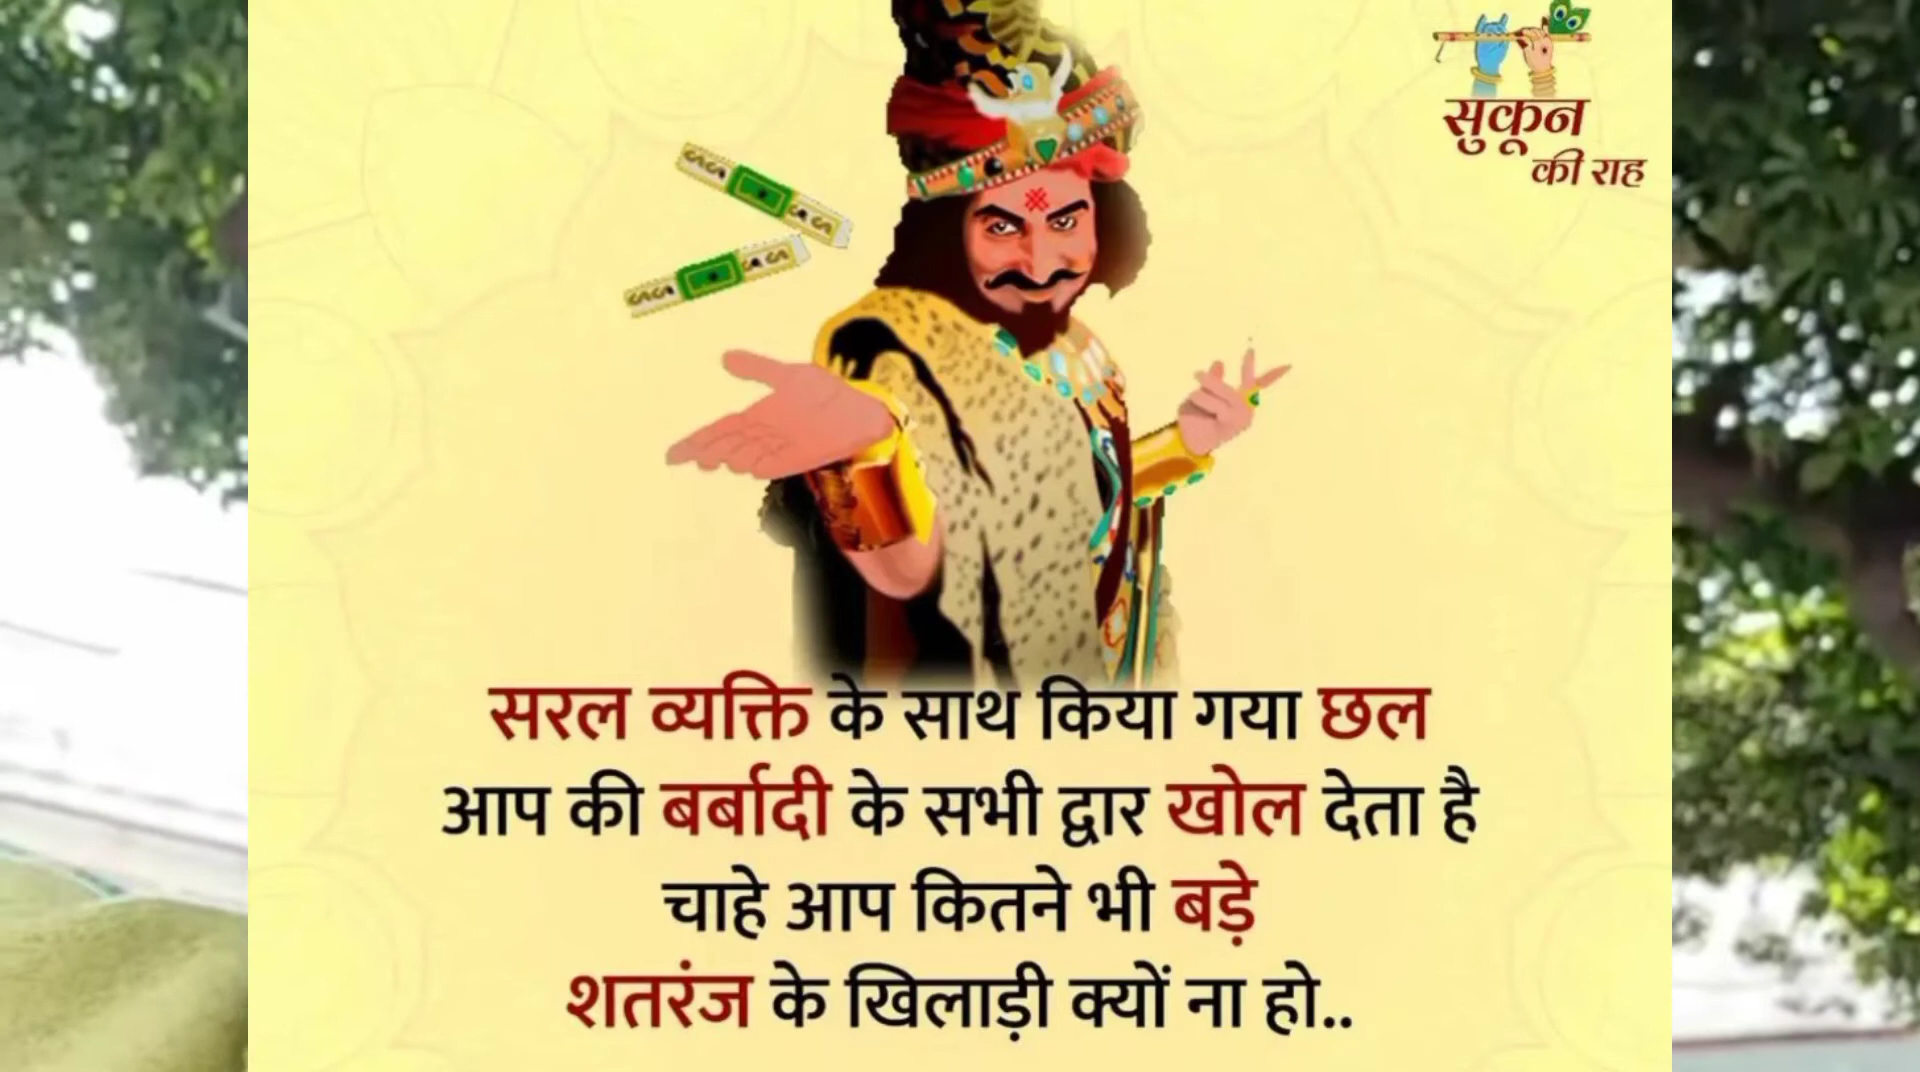 सुकून
की राह
सरल व्यक्ति के साथ किया गया छल
आप की बर्बादी के सभी द्वार खोल देता है
चाहे आप कितने भी बड़े
शतरंज के खिलाड़ी क्यों ना हो..